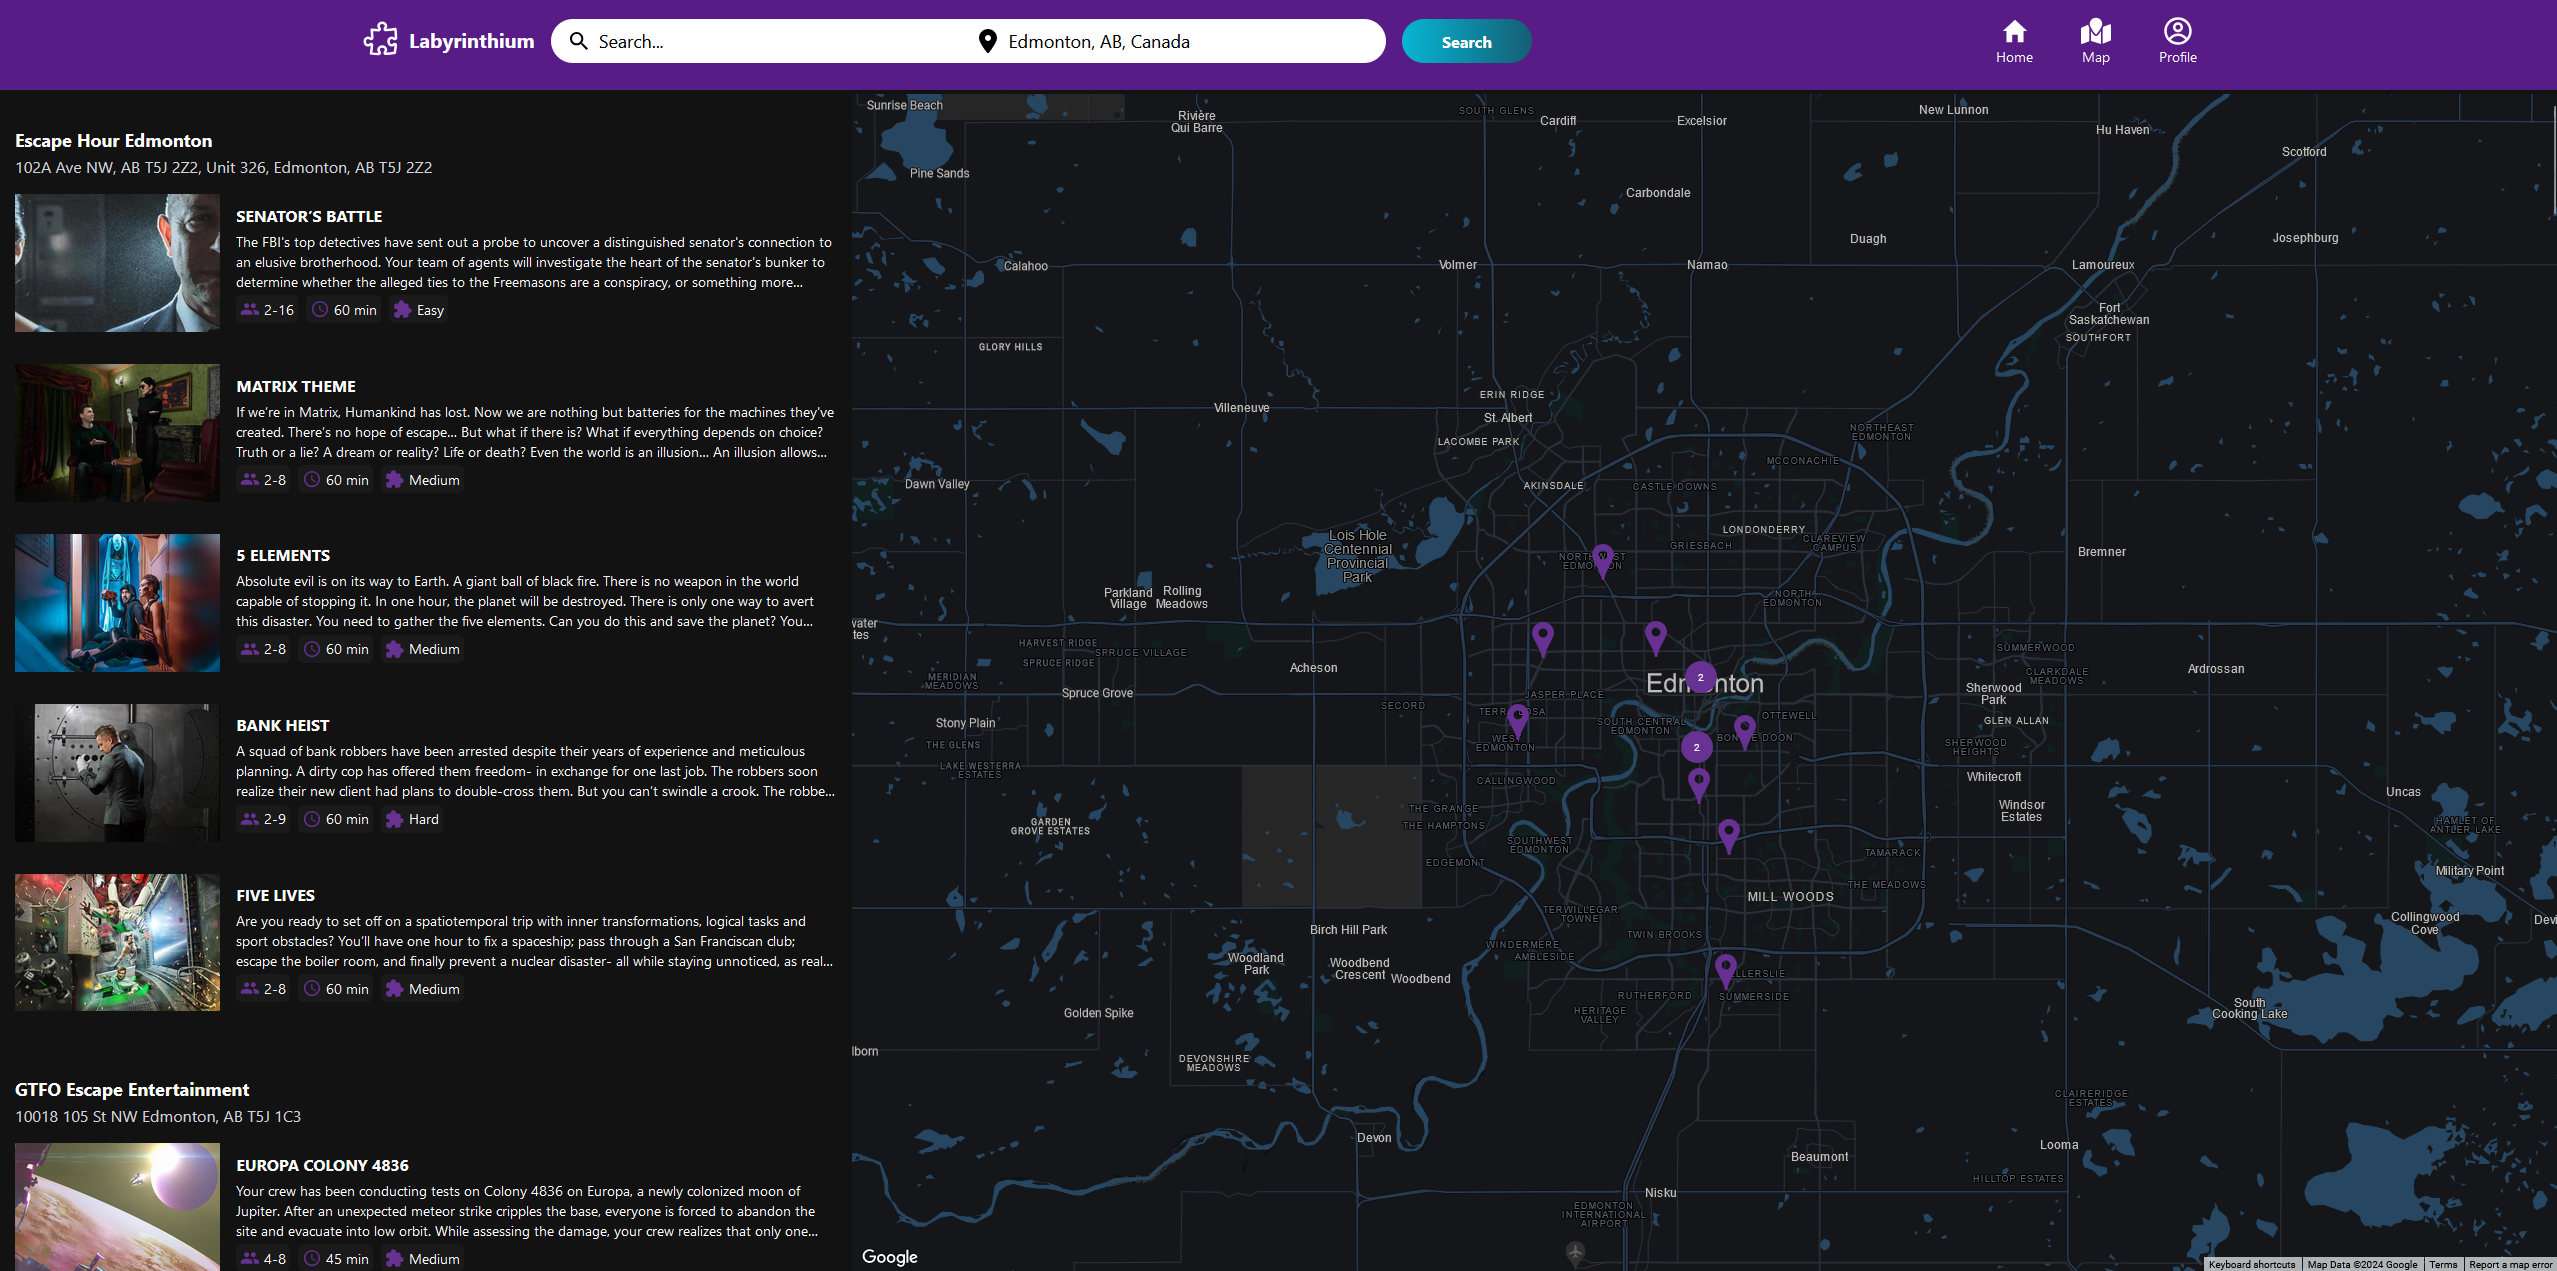 Labyrinthium
Search...
Edmonton, AB, Canada
Search
Home
Map
Profile
Escape Hour Edmonton
102A Ave NW, AB T5J 2Z2, Unit 326, Edmonton, AB T5J 2Z2
SENATOR'S BATTLE
The FBI's top detectives have sent out a probe to uncover a distinguished senator's connection to
an elusive brotherhood. Your team of agents will investigate the heart of the senator's bunker to
determine whether the alleged ties to the Freemasons are a conspiracy, or something more...
2-16 60 min Easy
MATRIX THEME
If we're in Matrix, Humankind has lost. Now we are nothing but batteries for the machines they've
created. There's no hope of escape... But what if there is? What if everything depends on choice?
Truth or a lie? A dream or reality? Life or death? Even the world is an illusion... An illusion allows...
2-8 60 min Medium
5 ELEMENTS
Absolute evil is on its way to Earth. A giant ball of black fire. There is no weapon in the world
capable of stopping it. In one hour, the planet will be destroyed. There is only one way to avert
this disaster. You need to gather the five elements. Can you do this and save the planet? You...
2-8 60 min Medium
BANK HEIST
A squad of bank robbers have been arrested despite their years of experience and meticulous
planning. A dirty cop has offered them freedom- in exchange for one last job. The robbers soon
realize their new client had plans to double-cross them. But you can't swindle a crook. The robbe...
2-9 60 min Hard
FIVE LIVES
Are you ready to set off on a spatiotemporal trip with inner transformations, logical tasks and
sport obstacles? You'll have one hour to fix a spaceship; pass through a San Franciscan club;
escape the boiler room, and finally prevent a nuclear disaster- all while staying unnoticed, as real...
2-8 60 min Medium
GTFO Escape Entertainment
10018 105 St NW Edmonton, AB T5J 1C3
EUROPA COLONY 4836
Your crew has been conducting tests on Colony 4836 on Europa, a newly colonized moon of
Jupiter. After an unexpected meteor strike cripples the base, everyone is forced to abandon the
site and evacuate into low orbit. While assessing the damage, your crew realizes that only one...
4-8 45 min Medium
Sunrise Beach
Rivière
Qui Barre
SOUTH GLENS
Cardiff
Excelsior
New Lunnon
Hu Haven
Scotford
Pine Sands
Carbondale
Duagh
Josephburg
Calahoo
Volmer
Namao
Lamoureux
Fort
Saskatchewan
SOUTHFORT
GLORY HILLS
ERIN RIDGE
St. Albert
Villeneuve
LACOMBE PARK
NORTHEAST
EDMONTON
MCCONACHIE
Dawn Valley
AKINSDALE
CASTLE DOWNS
LONDONDERRY
CLAREVIEW
CAMPUS
GRIESBACH
Lois Hole
Centennial
Provincial
Park
Bremner
Parkland
Village
Rolling
Meadows
NORTH
EDMONTON
HARVEST RIDGE
SPRUCE VILLAGE
SPRUCE RIDGE
Acheson
SUMMERWOOD
CLARKDALE
MEADOWS
Ardrossan
MERIDIAN
MEADOWS
Spruce Grove
JASPER PLACE
2
Sherwood
Park
SECORD
Stony Plain
SOUTH CENTRAL
EDMONTON
OTTEWELL
GLEN ALLAN
THE GLENS
WEST
EDMONTON
2
SHERWOOD
HEIGHTS
LAKE WESTERRA
ESTATES
CALLINGWOOD
Whitecroft
Uncas
THE GRANGE
Windsor
Estates
GARDEN
GROVE ESTATES
THE HAMPTONS
HAMLET OF
ANTLER LAKE
SOUTHWEST
EDMONTON
EDGEMONT
TAMARACK
Military Point
THE MEADOWS
MILL WOODS
TERWILLEGAR
TOWNE
Collingwood
Cove
Birch Hill Park
TWIN BROOKS
WINDERMERE
AMBLESIDE
Woodland
Park
Woodbend
Crescent
Woodbend
RUTHERFORD
SUMMERSIDE
HERITAGE
VALLEY
South
Cooking Lake
Golden Spike
DEVONSHIRE
MEADOWS
CLAIRERIDGE
ESTATES
Devon
Looma
Beaumont
HILLTOP ESTATES
Nisku
EDMONTON
INTERNATIONAL
AIRPORT
Google
Keyboard shortcuts
Map Data ©2024 Google
Terms
Report a map error